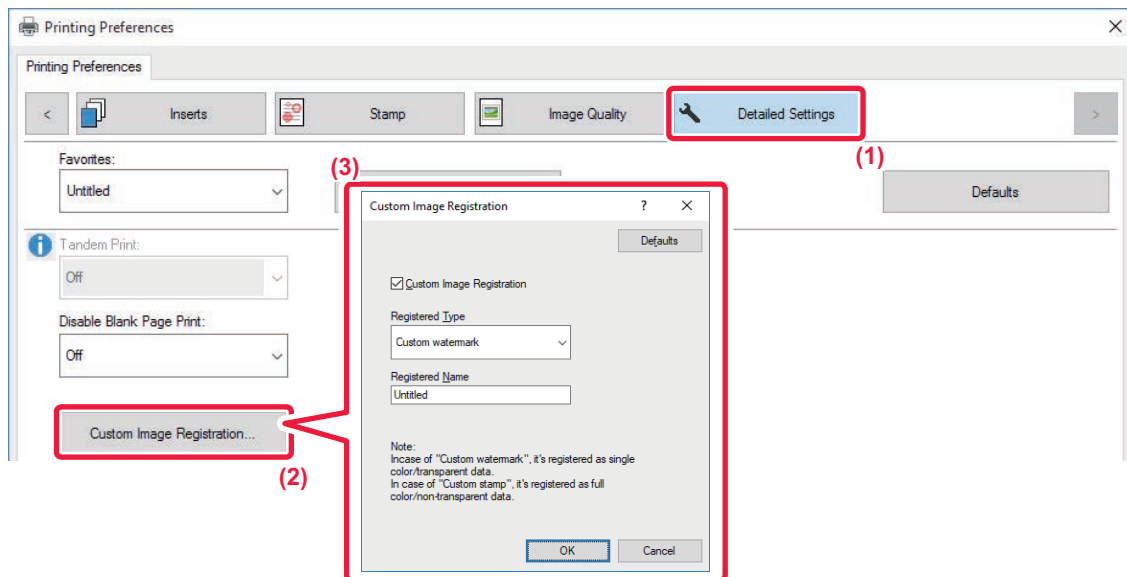 Printing Preferences
Printing Preferences
<
Inserts
Stamp
Image Quality
Detailed Settings
>
(1)
Favorites:
Untitled
Defaults
Tandem Print:
Off
Disable Blank Page Print:
Off
Custom Image Registration...
(2)
(3)
Custom Image Registration
?
Defaults
Custom Image Registration
Registered Type
Custom watermark
Registered Name
Untitled
Note:
Incase of "Custom watermark", it's registered as single
color/transparent data.
In case of "Custom stamp", it's registered as full
color/non-transparent data.
OK
Cancel